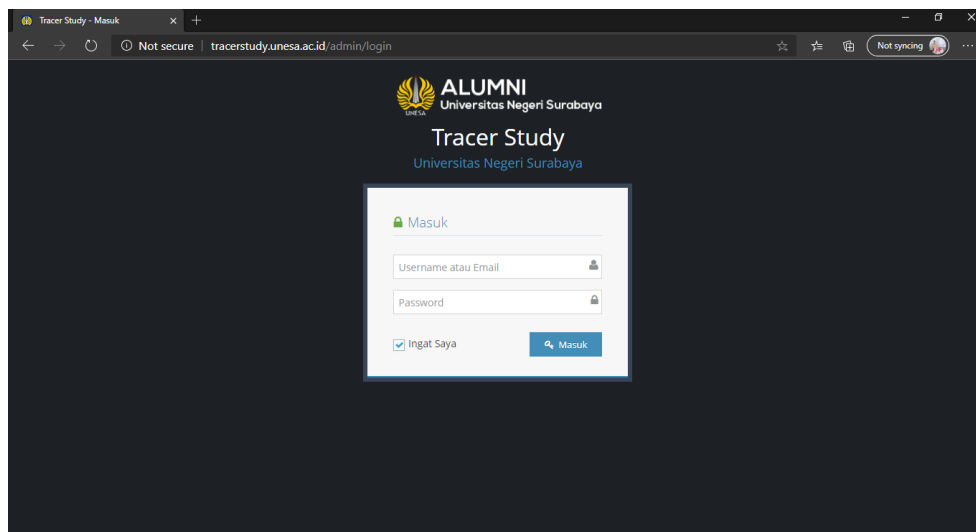 Tracer Study - Masuk
Not secure | tracerstudy.unesa.ac.id/admin/login
Not syncing
UNESA
ALUMNI
Universitas Negeri Surabaya
Tracer Study
Universitas Negeri Surabaya
Masuk
Username atau Email
Password
Ingat Saya
Masuk